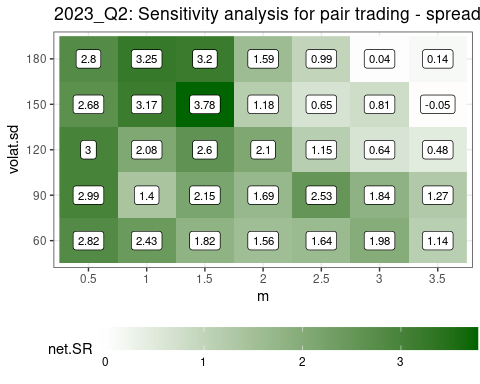 2023_Q2: Sensitivity analysis for pair trading - spread
volat.sd
180 2.8 3.25 3.2 1.59 0.99 0.04 0.14
150 2.68 3.17 3.78 1.18 0.65 0.81 -0.05
120 3 2.08 2.6 2.1 1.15 0.64 0.48
90 2.99 1.4 2.15 1.69 2.53 1.84 1.27
60 2.82 2.43 1.82 1.56 1.64 1.98 1.14
0.5 1 1.5 2 2.5 3 3.5
m
net.SR
0 1 2 3